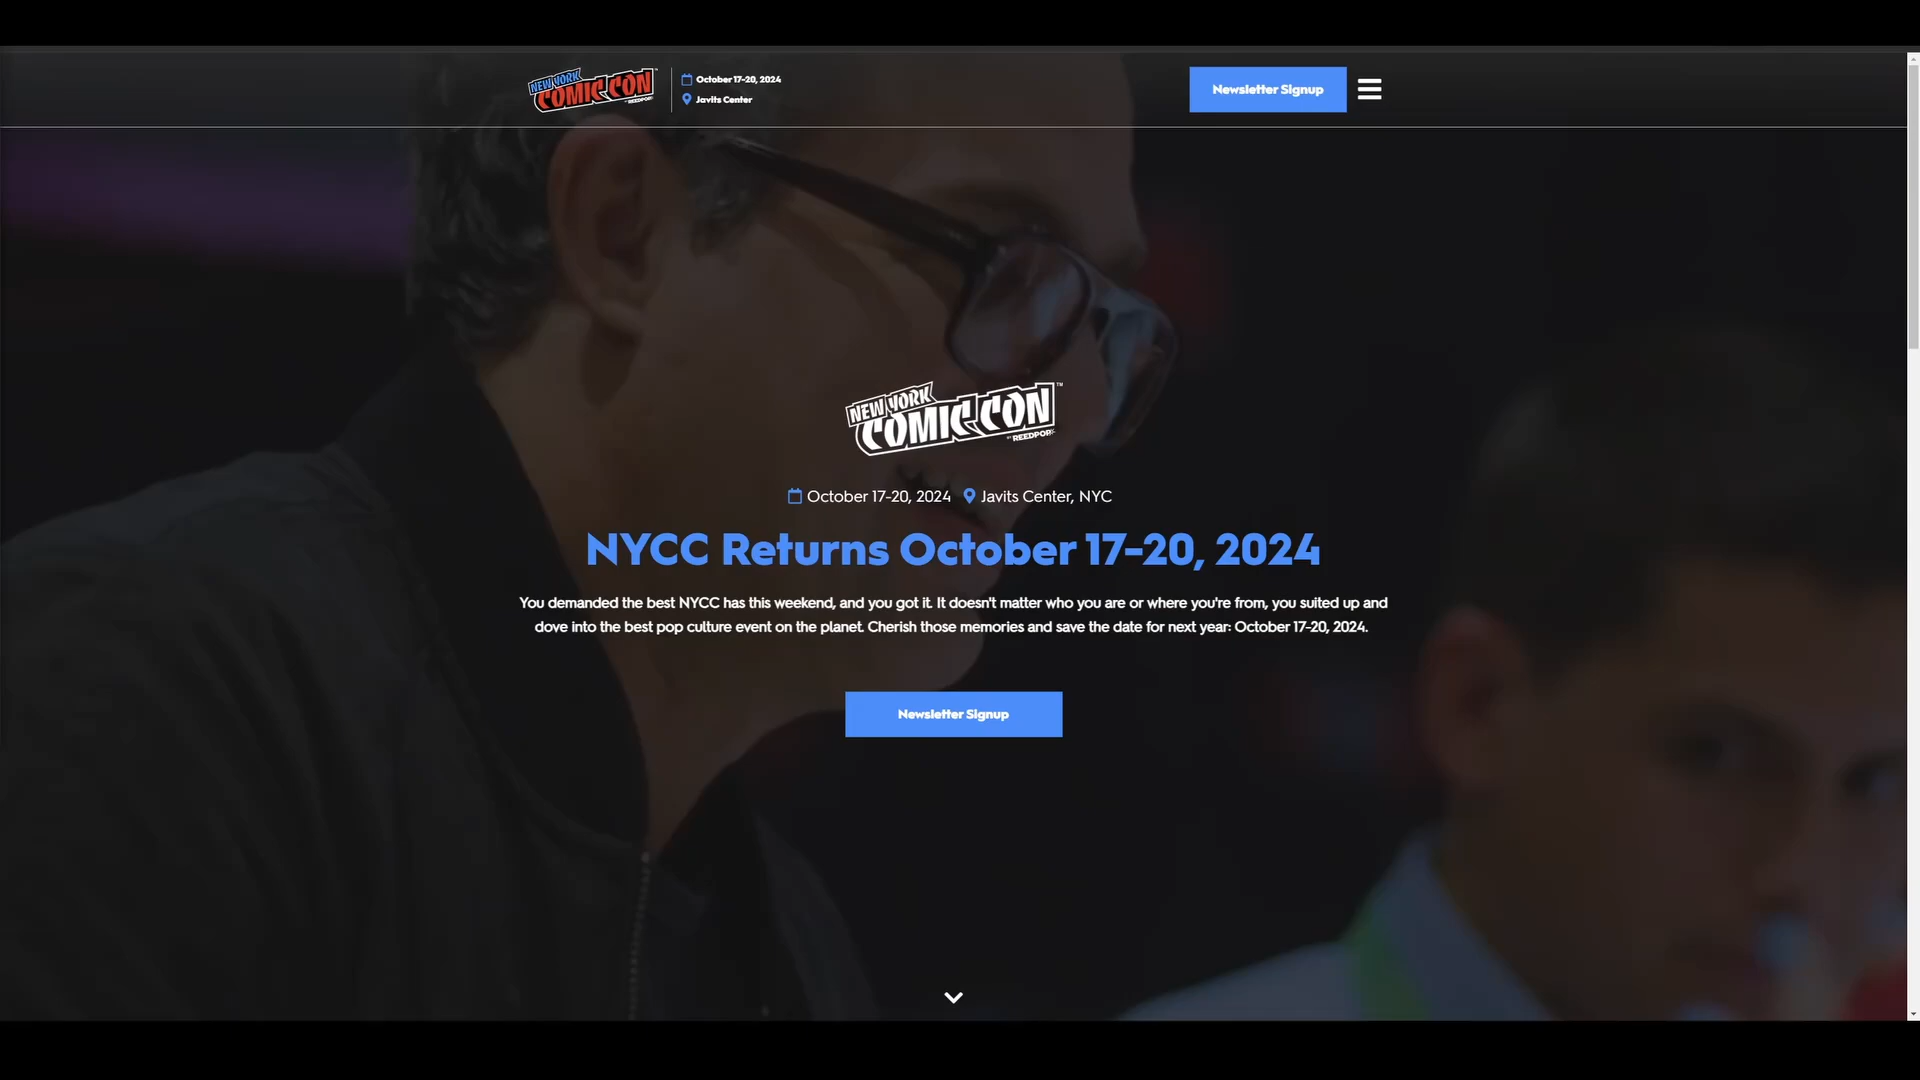 NEW YORK
COMIC CON
BY REEDPOP
October 17-20, 2024
Javits Center
Newsletter Signup
NEW YORK
COMIC CON™
BY REEDPOP
October 17-20, 2024 Javits Center, NYC
NYCC Returns October 17-20, 2024
You demanded the best NYCC has this weekend, and you got it. It doesn't matter who you are or where you're from, you suited up and
dove into the best pop culture event on the planet. Cherish those memories and save the date for next year: October 17-20, 2024.
Newsletter Signup